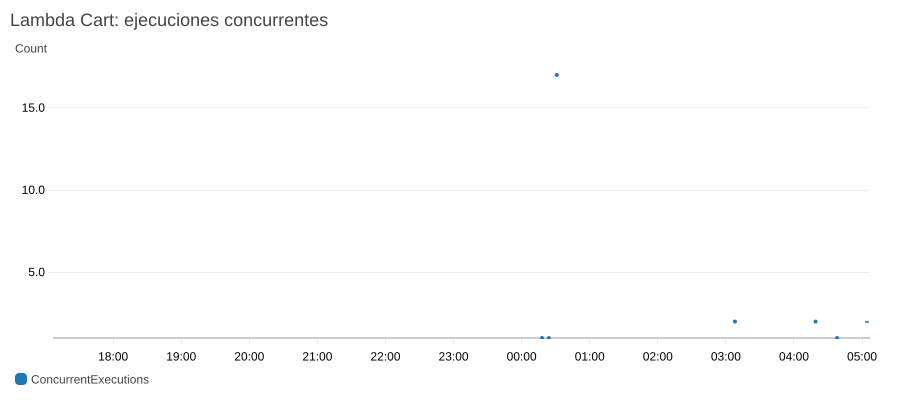 Lambda Cart: ejecuciones concurrentes
Count
15.0
10.0
5.0
18:00 19:00 20:00 21:00 22:00 23:00 00:00 01:00 02:00 03:00 04:00 05:00
ConcurrentExecutions